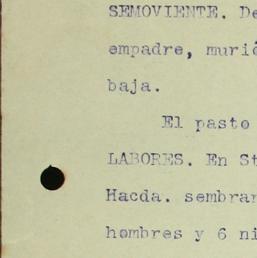 SEMOVIENTE. De
empadre, murió
baja.
El pasto
LABORES. En St
Hacda. sembrar
hombres y 6 ni